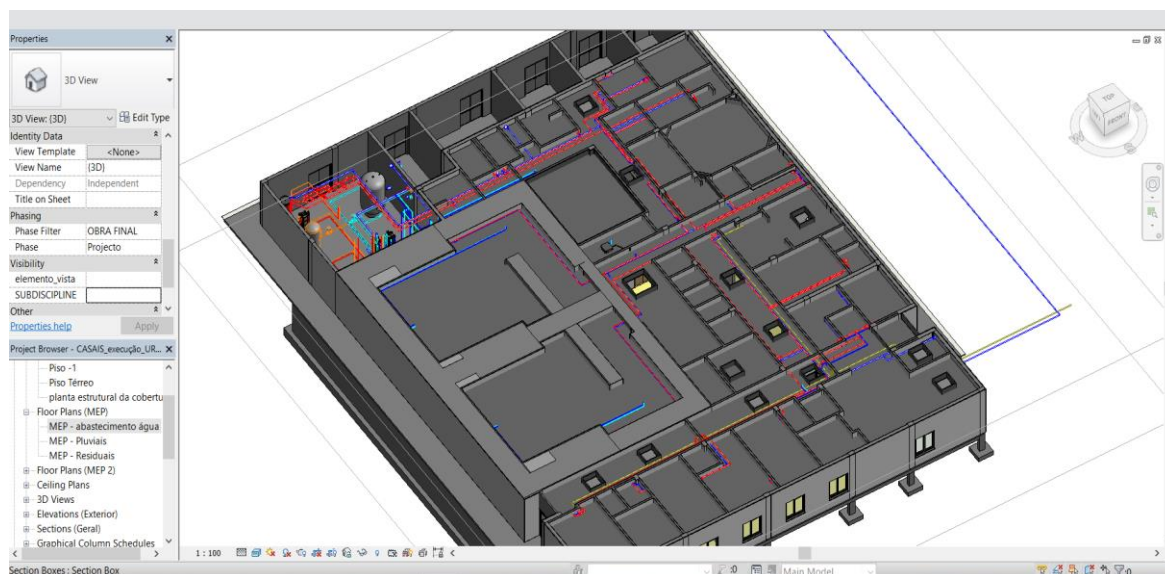 Properties
3D View
3D View: {3D}
Edit Type
Identity Data
View Template
<None>
View Name
{3D}
Dependency
Independent
Title on Sheet
Phasing
Phase Filter
OBRA FINAL
Phase
Projecto
Visibility
elemento_vista
SUBDISCIPLINE
Other
Properties help
Apply
Project Browser - CASAIS_execução_UR...
Piso -1
Piso Térreo
planta estrutural da cobertu
Floor Plans (MEP)
MEP - abastecimento água
MEP - Pluviais
MEP - Residuais
Floor Plans (MEP 2)
Ceiling Plans
3D Views
Elevations (Exterior)
Sections (Geral)
Graphical Column Schedules
TOP
FRONT
1 : 100
Section Boxes : Section Box
:0
Main Model
:0